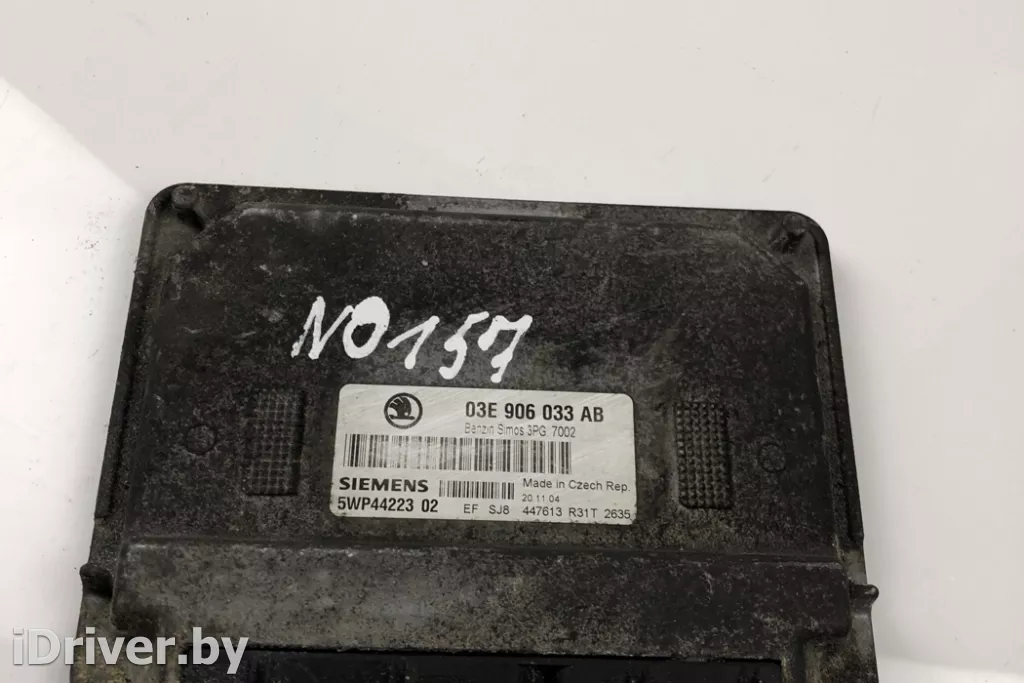 NO157
03E 906 033 AB
Benzin Simos 3PG 7002
SIEMENS
Made in Czech Rep.
20.11.04
5WP44223 02
EF SJ8 447613 R31T 2635
iDriver.by